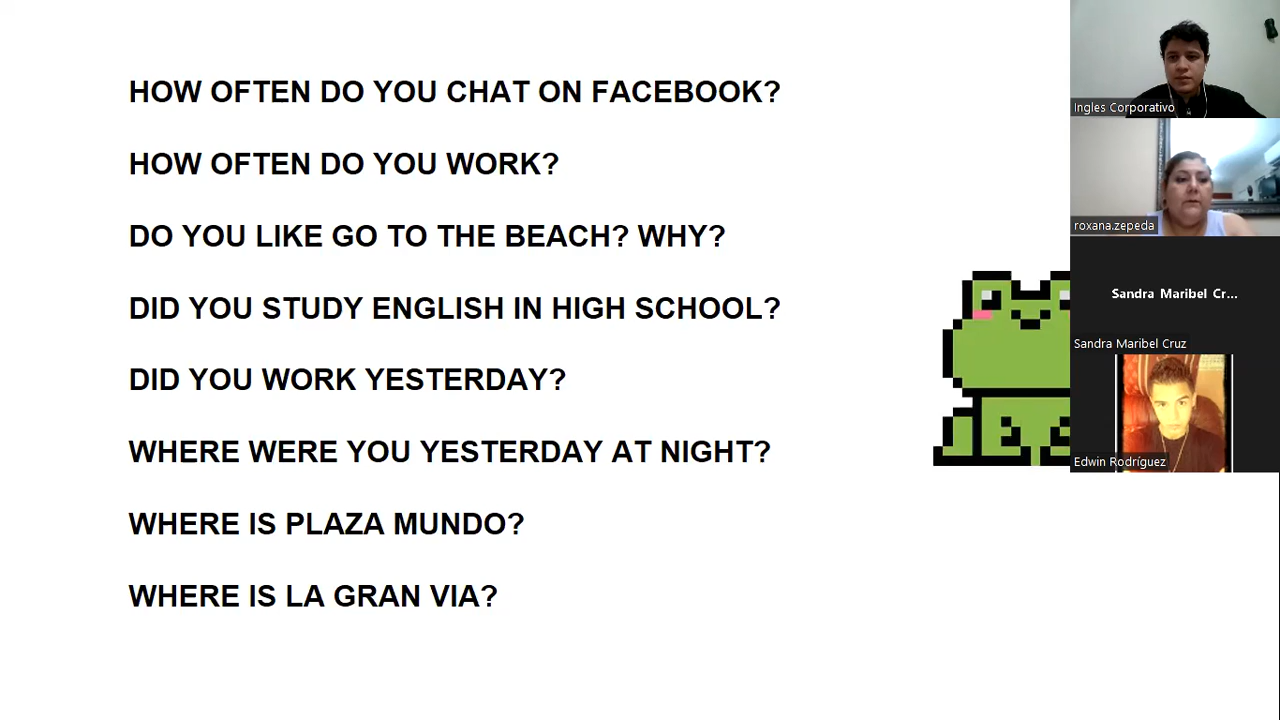 HOW OFTEN DO YOU CHAT ON FACEBOOK?
HOW OFTEN DO YOU WORK?
DO YOU LIKE GO TO THE BEACH? WHY?
DID YOU STUDY ENGLISH IN HIGH SCHOOL?
DID YOU WORK YESTERDAY?
WHERE WERE YOU YESTERDAY AT NIGHT?
WHERE IS PLAZA MUNDO?
WHERE IS LA GRAN VIA?
Ingles Corporativo
roxana.zepeda
Sandra Maribel Cr...
Sandra Maribel Cruz
Edwin Rodríguez